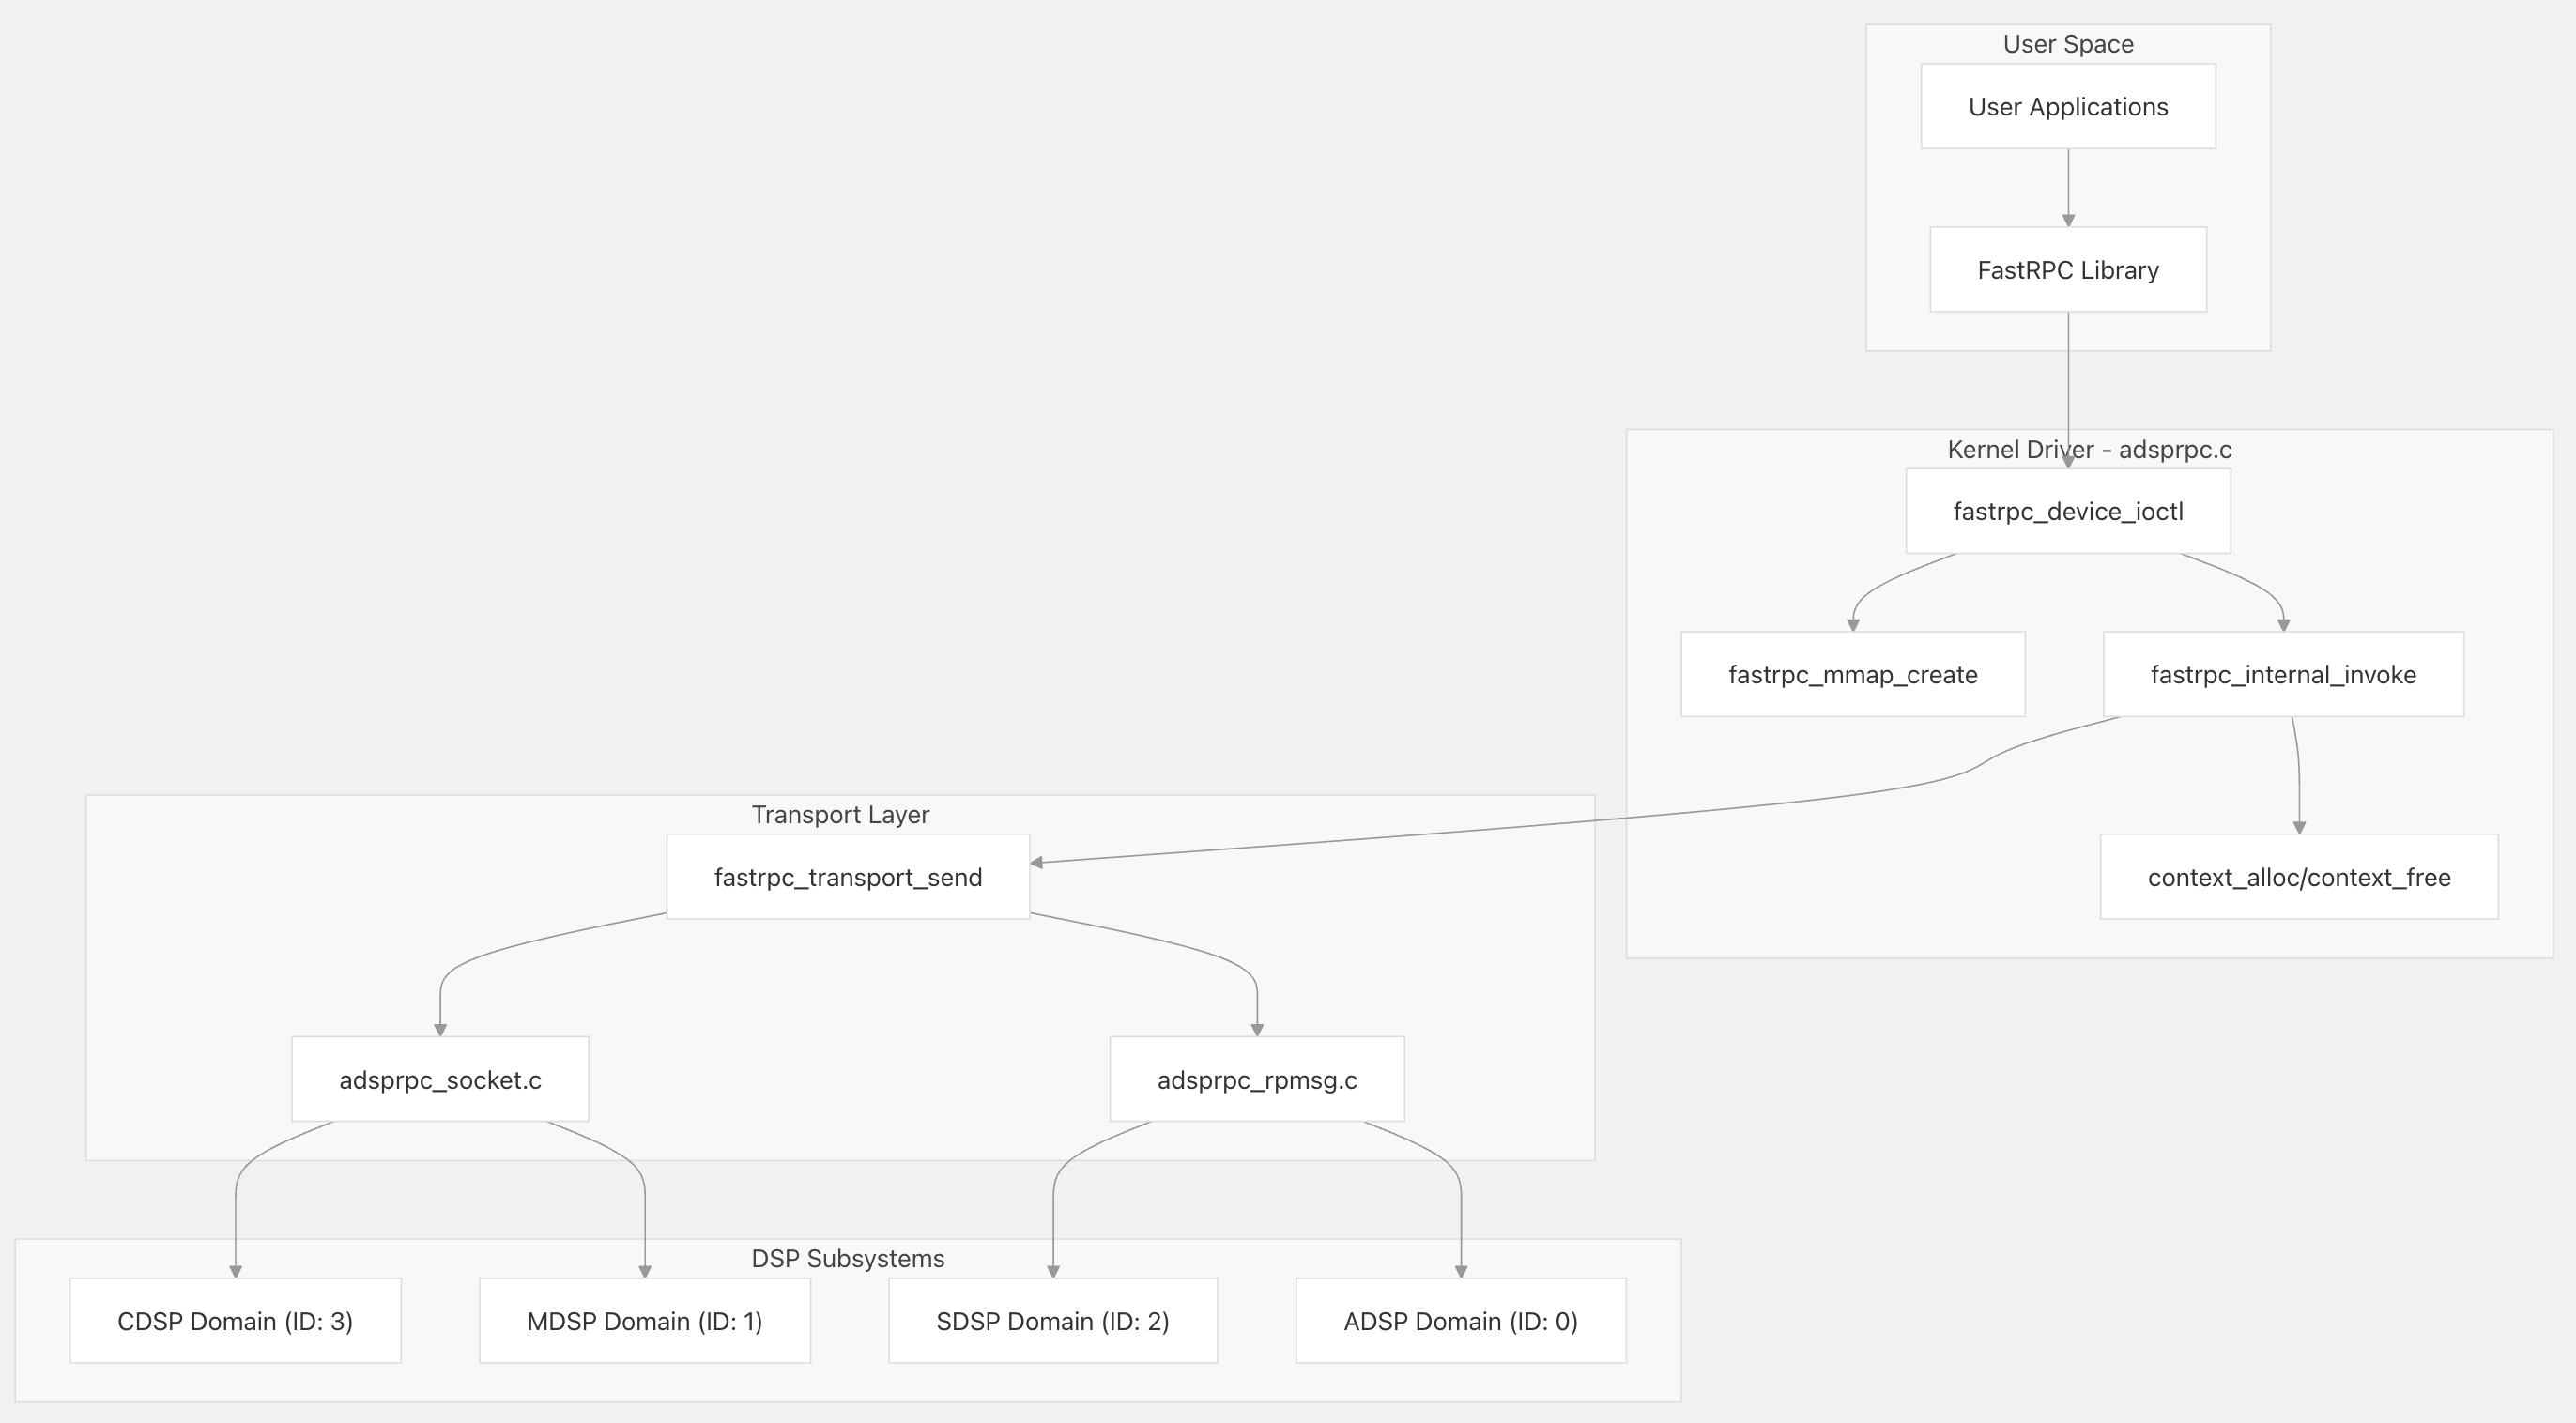 User Space
User Applications
FastRPC Library
Kernel Driver - adsprpc.c
fastrpc_device_ioctl
fastrpc_mmap_create
fastrpc_internal_invoke
context_alloc/context_free
Transport Layer
fastrpc_transport_send
adsprpc_socket.c
adsprpc_rpmsg.c
DSP Subsystems
CDSP Domain (ID: 3)
MDSP Domain (ID: 1)
SDSP Domain (ID: 2)
ADSP Domain (ID: 0)